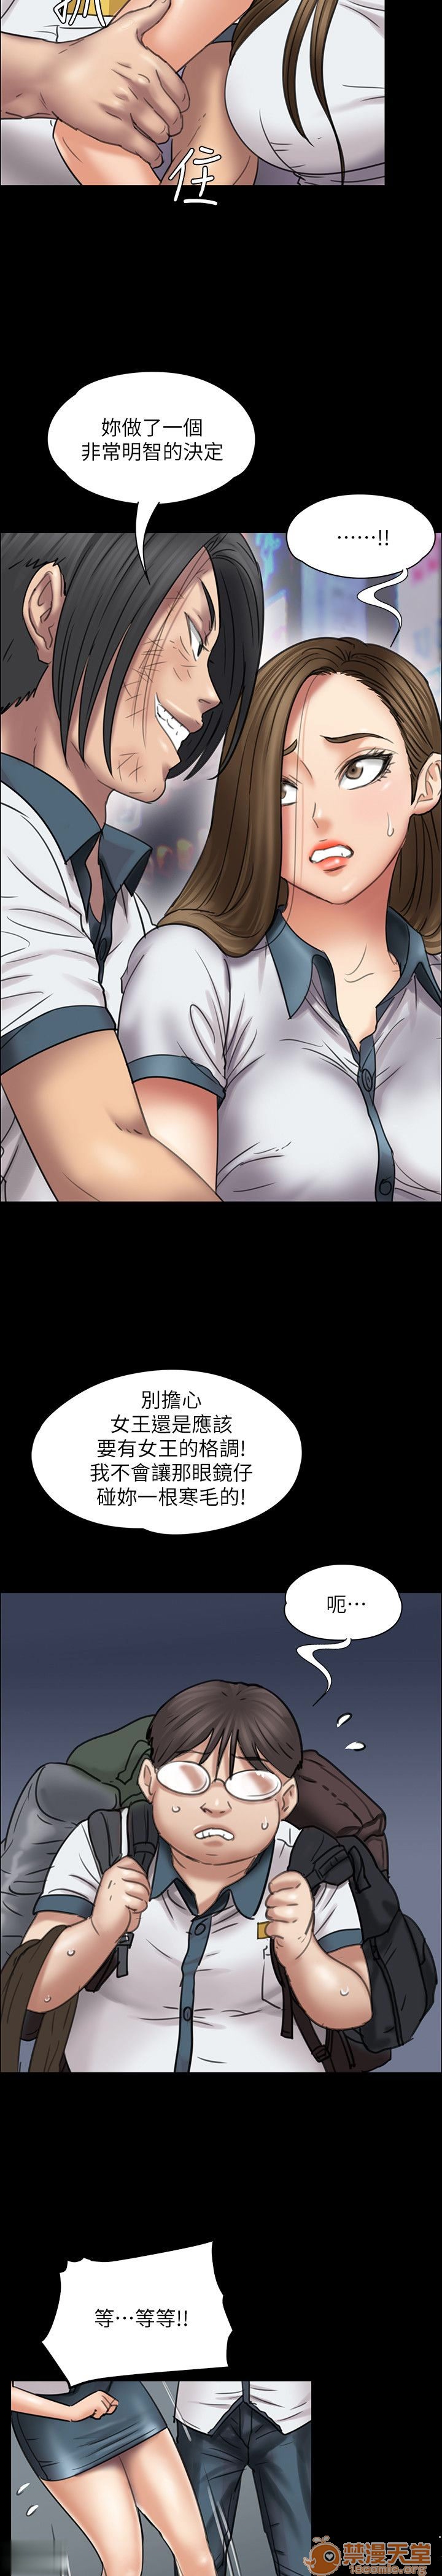 抓
住
妳做了一個
非常明智的決定
……!!
別擔心
女王還是應該
要有女王的格調!
我不會讓那眼鏡仔
碰妳一根寒毛的!
呃…
等…等等!!
禁漫天堂
18comic.org